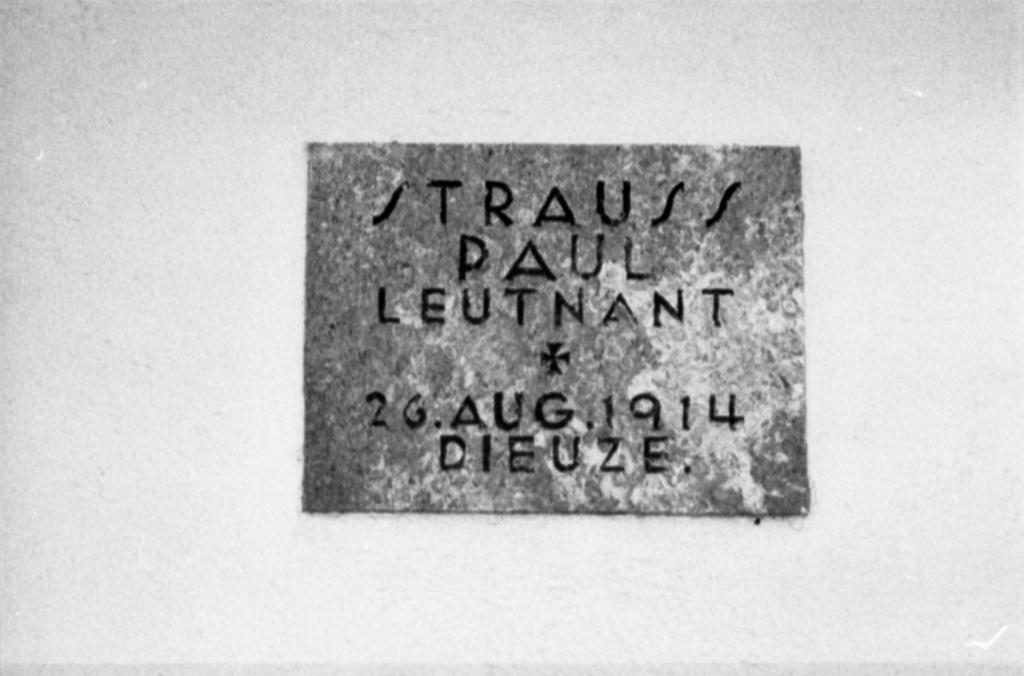 STRAUSS
PAUL
LEUTNANT
✠
26.AUG.1914
DIEUZE.